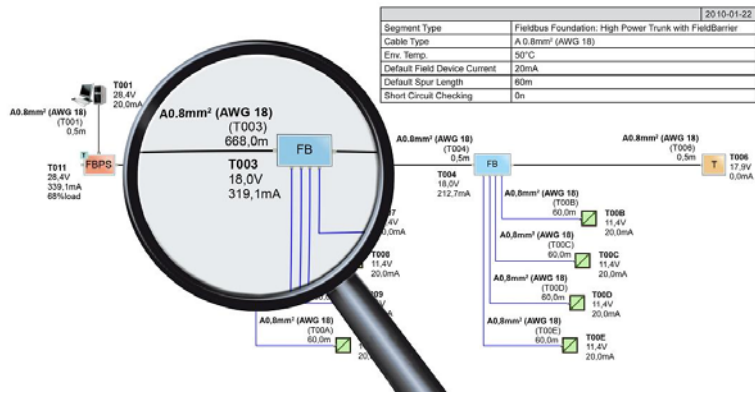 2010-01-22
Segment Type Fieldbus Foundation: High Power Trunk with FieldBarrier
Cable Type A 0.8mm² (AWG 18)
Env. Temp. 50°C
Default Field Device Current 20mA
Default Spur Length 60m
Short Circuit Checking On
T001
28,4V
20,0mA
A0.8mm² (AWG 18)
(T001)
0,5m
T
FBPS
T011
28,4V
339,1mA
68%load
A0.8mm² (AWG 18)
(T003)
668,0m
FB
T003
18,0V
319,1mA
A0.8mm² (AWG 18)
(T004)
0,5m
FB
T004
18,0V
212,7mA
A0.8mm² (AWG 18)
(T006)
0,5m
T
T006
17,9V
0,0mA
A0,8mm² (AWG 18)
(T00B)
60,0m
T00B
11,4V
20,0mA
A0,8mm² (AWG 18)
(T00C)
60,0m
T00C
11,4V
20,0mA
A0,8mm² (AWG 18)
(T00D)
60,0m
T00D
11,4V
20,0mA
A0,8mm² (AWG 18)
(T00E)
60,0m
T00E
11,4V
20,0mA
T008
11,4V
20,0mA
A0,8mm² (AWG 18)
(T00A)
60,0m